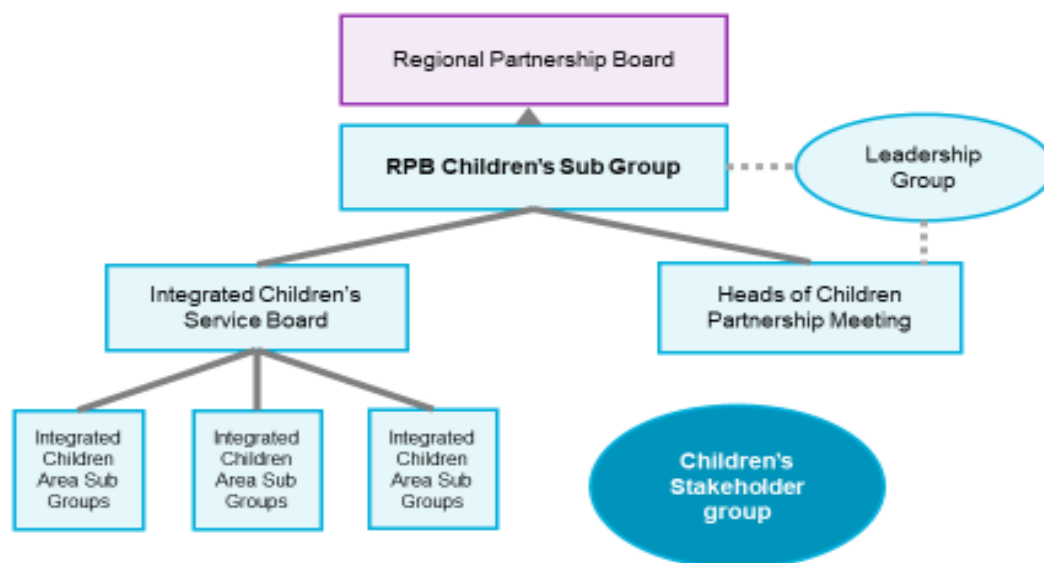 Regional Partnership Board
RPB Children's Sub Group
Leadership
Group
Integrated Children's
Service Board
Heads of Children
Partnership Meeting
Integrated
Children
Area Sub
Groups
Integrated
Children
Area Sub
Groups
Integrated
Children
Area Sub
Groups
Children's
Stakeholder
group